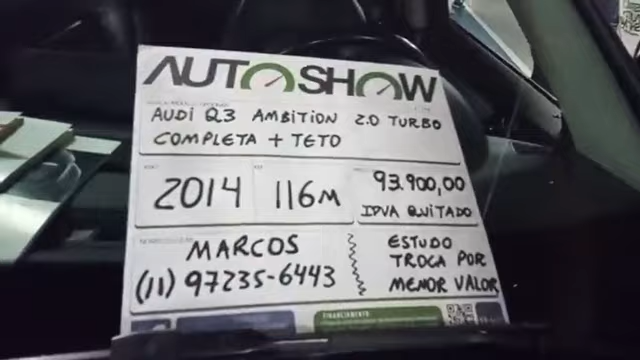 AUTOSHOW
AUDI Q3 AMBITION 2.0 TURBO
COMPLETA + TETO
2014
116M
93.900,00
IPVA QUITADO
MARCOS
(11) 97235-6443
ESTUDO
TROCA POR
MENOR VALOR
FINANCIAMENTO